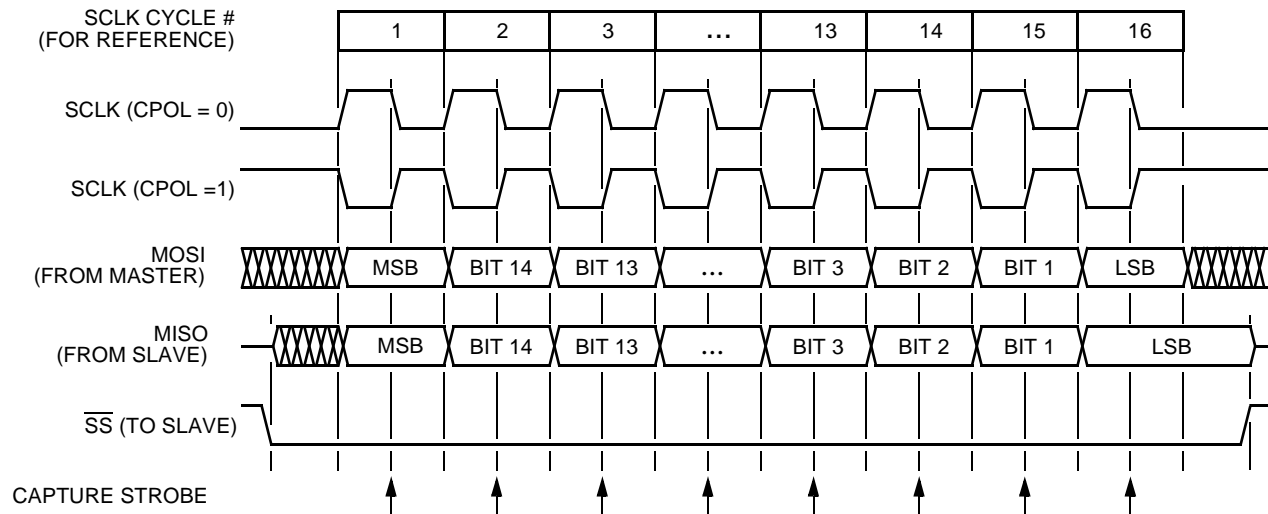 SCLK CYCLE #
(FOR REFERENCE)
1 2 3 ... 13 14 15 16
SCLK (CPOL = 0)
SCLK (CPOL =1)
MOSI
(FROM MASTER)
MSB BIT 14 BIT 13 ... BIT 3 BIT 2 BIT 1 LSB
MISO
(FROM SLAVE)
MSB BIT 14 BIT 13 ... BIT 3 BIT 2 BIT 1 LSB
S̅S̅ (TO SLAVE)
CAPTURE STROBE